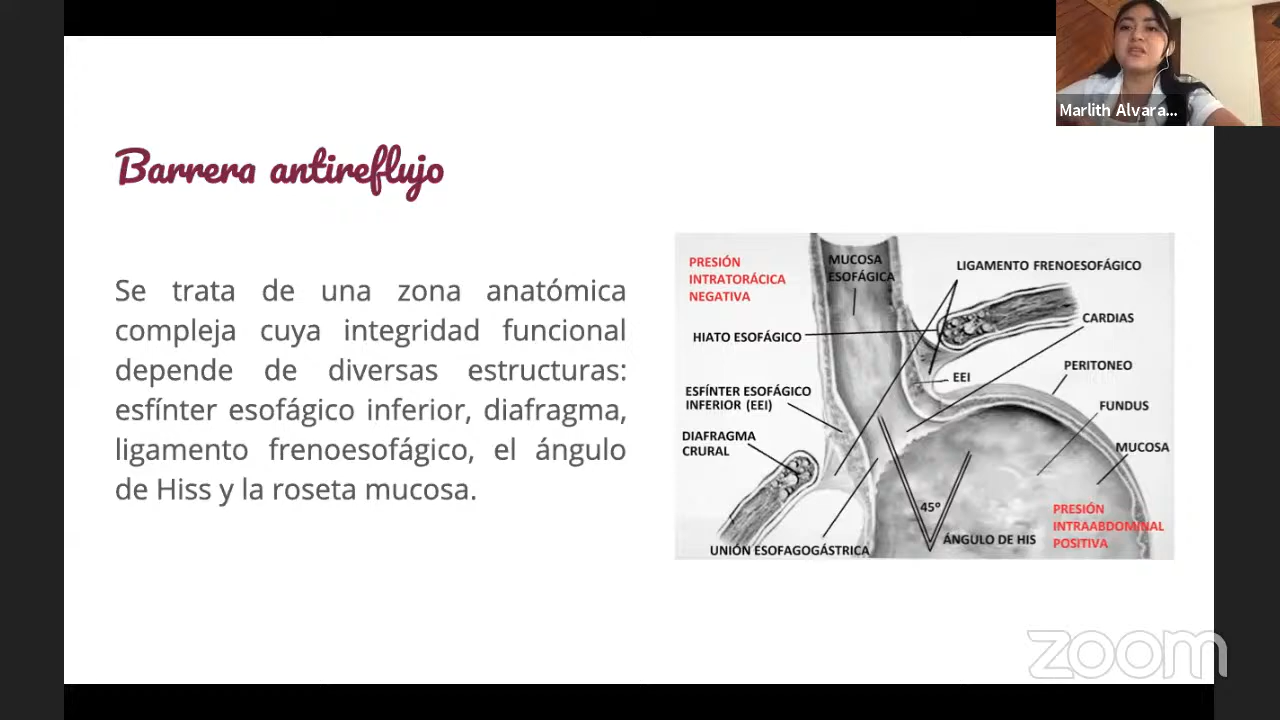 Marlith Alvara...
Barrera antireflujo
Se trata de una zona anatómica
compleja cuya integridad funcional
depende de diversas estructuras:
esfínter esofágico inferior, diafragma,
ligamento frenoesofágico, el ángulo
de Hiss y la roseta mucosa.
PRESIÓN
INTRATORÁCICA
NEGATIVA
MUCOSA
ESOFÁGICA
LIGAMENTO FRENOESOFÁGICO
HIATO ESOFÁGICO
CARDIAS
EEI
PERITONEO
ESFÍNTER ESOFÁGICO
INFERIOR (EEI)
FUNDUS
DIAFRAGMA
CRURAL
MUCOSA
45º
PRESIÓN
INTRAABDOMINAL
POSITIVA
ÁNGULO DE HIS
UNIÓN ESOFAGOGÁSTRICA
zoom